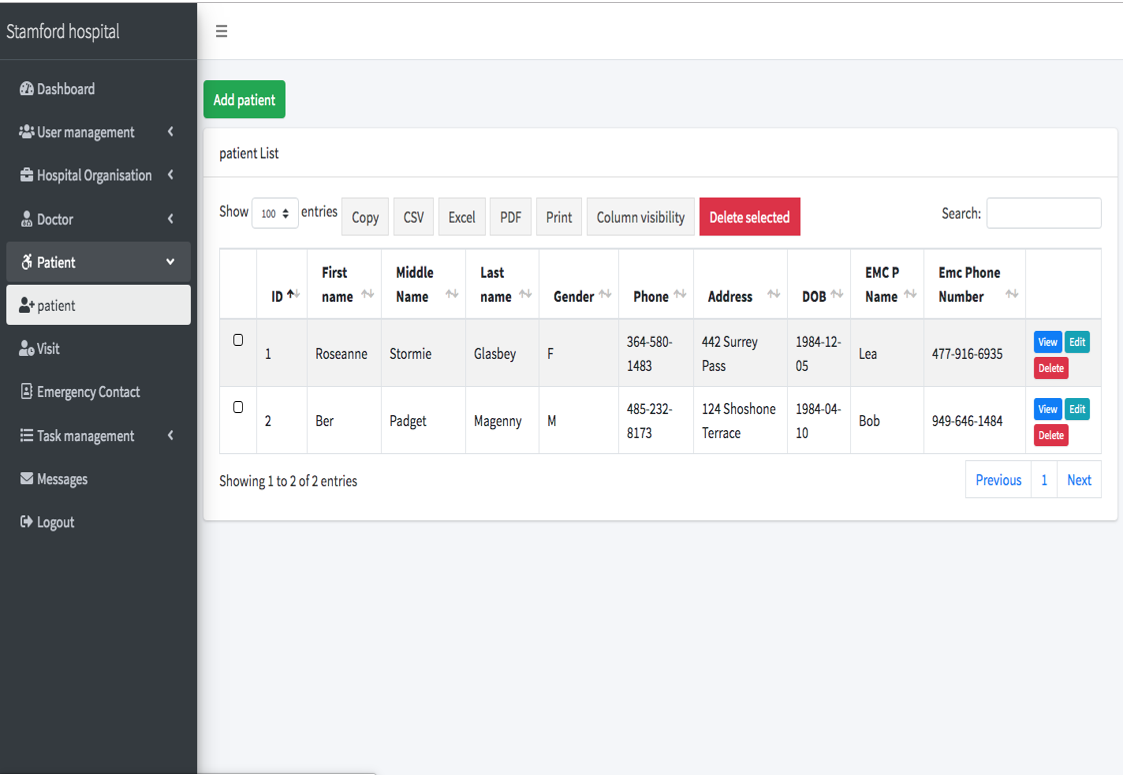 Stamford hospital
Dashboard
User management
Hospital Organisation
Doctor
Patient
patient
Visit
Emergency Contact
Task management
Messages
Logout
Add patient
patient List
Show 100 entries Copy CSV Excel PDF Print Column visibility Delete selected Search:
First Middle Last EMC P Emc Phone
ID name Name name Gender Phone Address DOB Name Number
364-580- 442 Surrey 1984-12- View Edit
1 Roseanne Stormie Glasbey F Lea 477-916-6935
1483 Pass 05 Delete
485-232- 124 Shoshone 1984-04- View Edit
2 Ber Padget Magenny M Bob 949-646-1484
8173 Terrace 10 Delete
Showing 1 to 2 of 2 entries Previous 1 Next